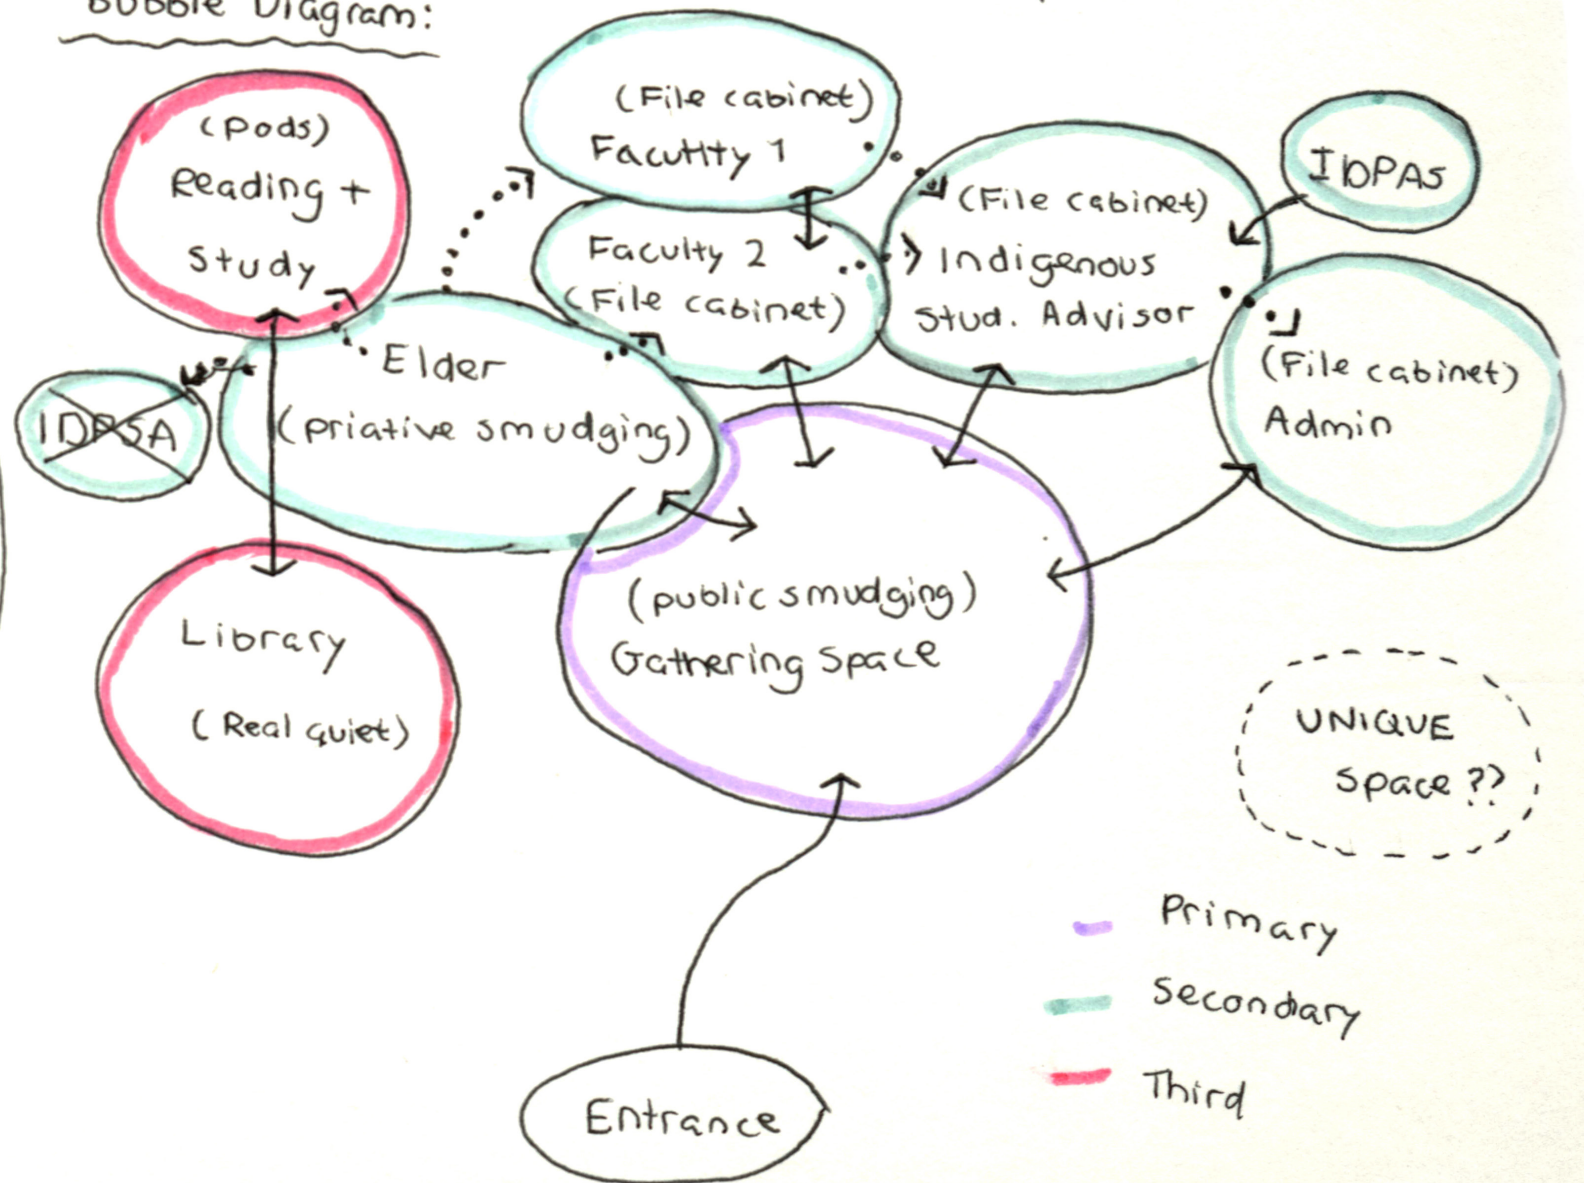 Bubble Diagram:
(Pods)
Reading +
Study
(File cabinet)
Facultty 1
Faculty 2
(File cabinet)
(File cabinet)
Indigenous
Stud. Advisor
IDPAS
(File cabinet)
Admin
Elder
(priative smudging)
IDPSA
Library
(Real quiet)
(public smudging)
Gathering Space
UNIQUE
Space ??
Primary
Secondary
Third
Entrance